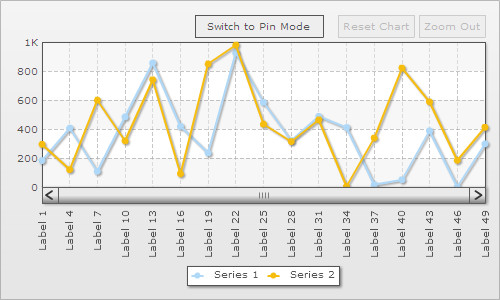 Switch to Pin Mode Reset Chart Zoom Out
1K
800
600
400
200
0
Label 1 Label 4 Label 7 Label 10 Label 13 Label 16 Label 19 Label 22 Label 25 Label 28 Label 31 Label 34 Label 37 Label 40 Label 43 Label 46 Label 49
Series 1 Series 2